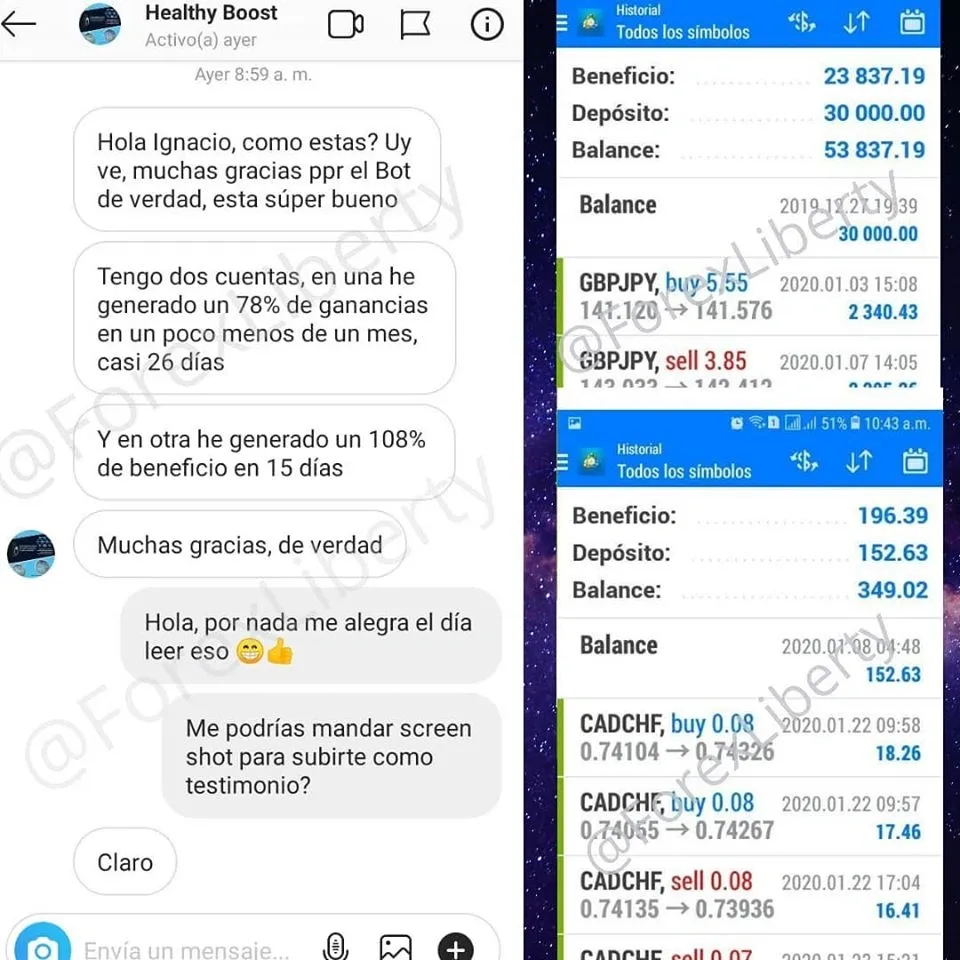 Healthy Boost
Activo(a) ayer
Ayer 8:59 a. m.
Hola Ignacio, como estas? Uy
ve, muchas gracias ppr el Bot
de verdad, esta súper bueno
Tengo dos cuentas, en una he
generado un 78% de ganancias
en un poco menos de un mes,
casi 26 días
Y en otra he generado un 108%
de beneficio en 15 días
Muchas gracias, de verdad
Hola, por nada me alegra el día
leer eso 😁👍
Me podrías mandar screen
shot para subirte como
testimonio?
Claro
Envía un mensaje...
@ForexLiberty
@ForexLiberty
Historial
Todos los símbolos
Beneficio: 23 837.19
Depósito: 30 000.00
Balance: 53 837.19
Balance 2019.12.27 19:39
30 000.00
GBPJPY, buy 5.55 2020.01.03 15:08
141.120 → 141.576 2 340.43
GBPJPY, sell 3.85 2020.01.07 14:05
@ForexLiberty
51% 10:43 a.m.
Historial
Todos los símbolos
Beneficio: 196.39
Depósito: 152.63
Balance: 349.02
Balance 2020.01.08 04:48
152.63
CADCHF, buy 0.08 2020.01.22 09:58
0.74104 → 0.74326 18.26
CADCHF, buy 0.08 2020.01.22 09:57
0.74055 → 0.74267 17.46
CADCHF, sell 0.08 2020.01.22 17:04
0.74135 → 0.73936 16.41
CADCHF, sell 0.07
@ForexLiberty